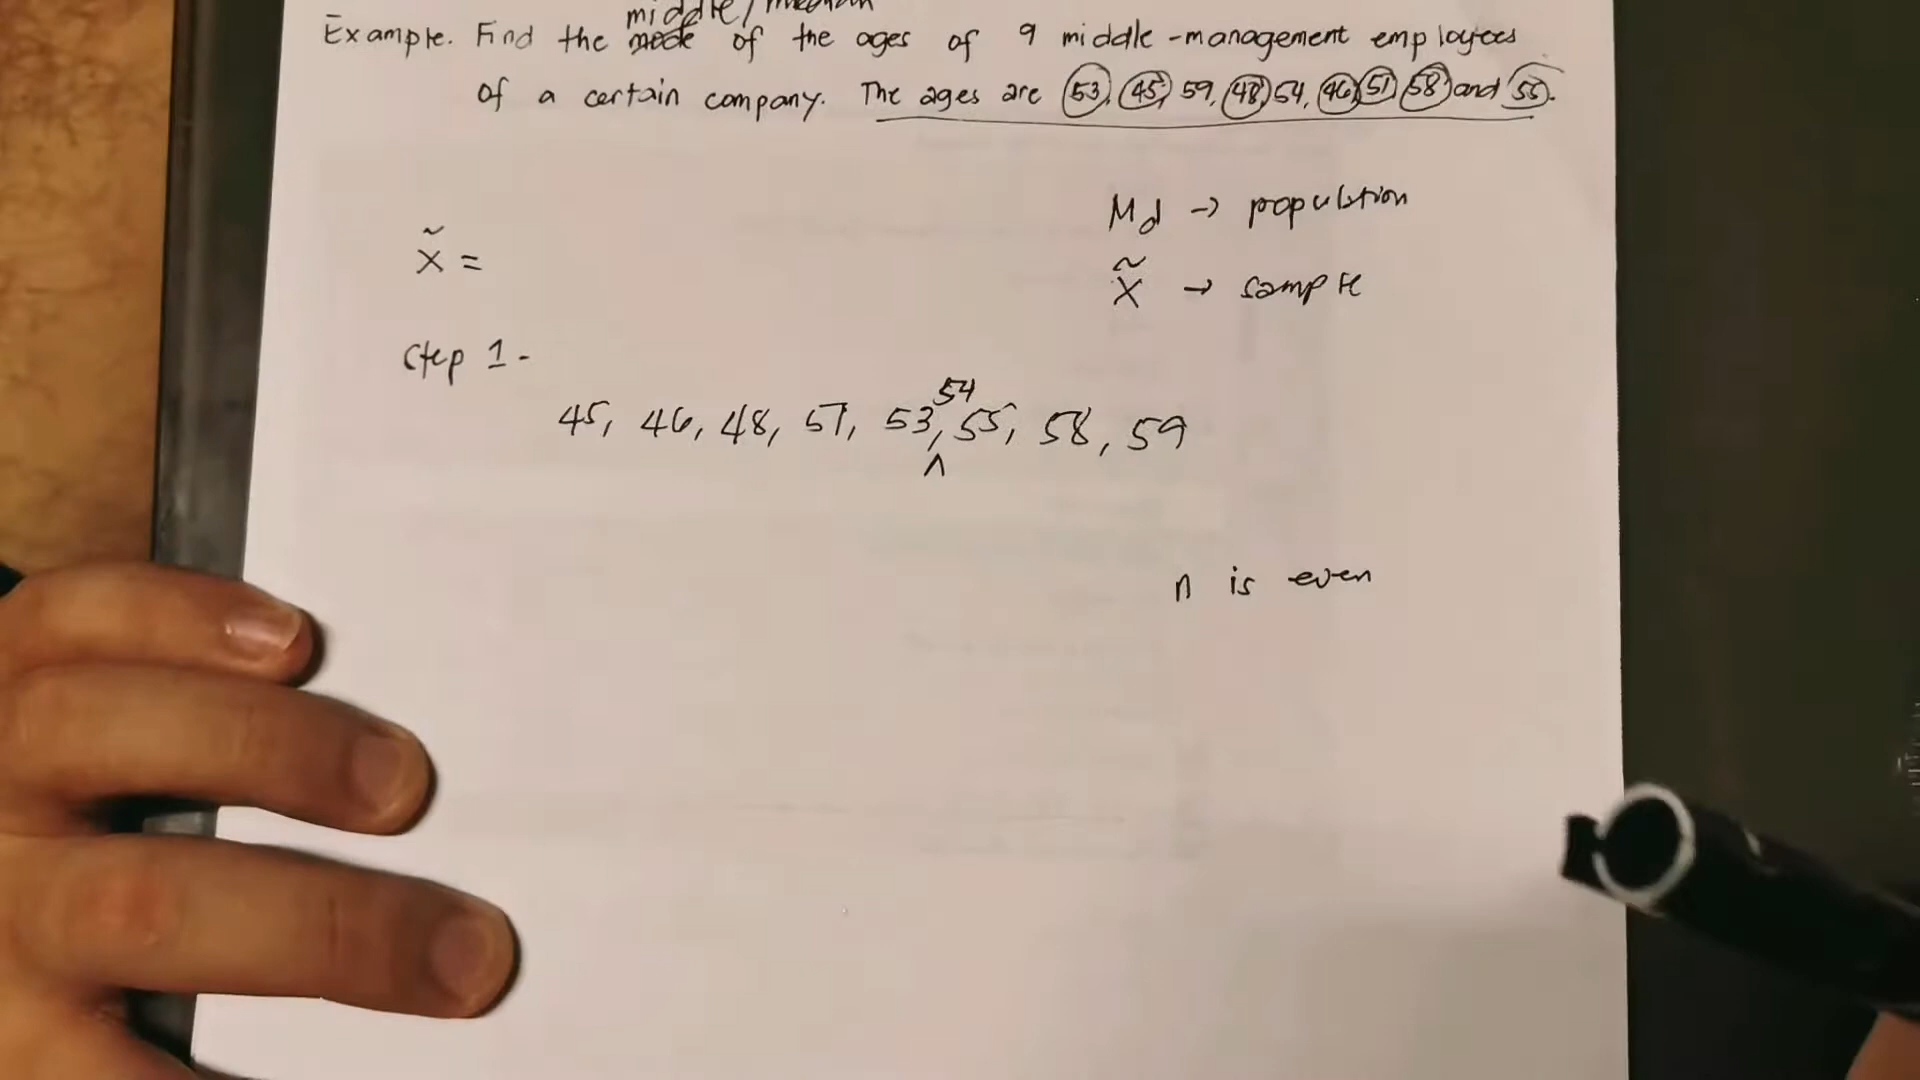 middle/median
Example. Find the mode of the ages of 9 middle-management employees
of a certain company. The ages are 53, 45, 59, 48, 54, 46, 51, 58 and 55.
Md → population
x̃ =
x̃ → sample
Step 1-
54
45, 46, 48, 51, 53, 55, 58, 59
^
n is even